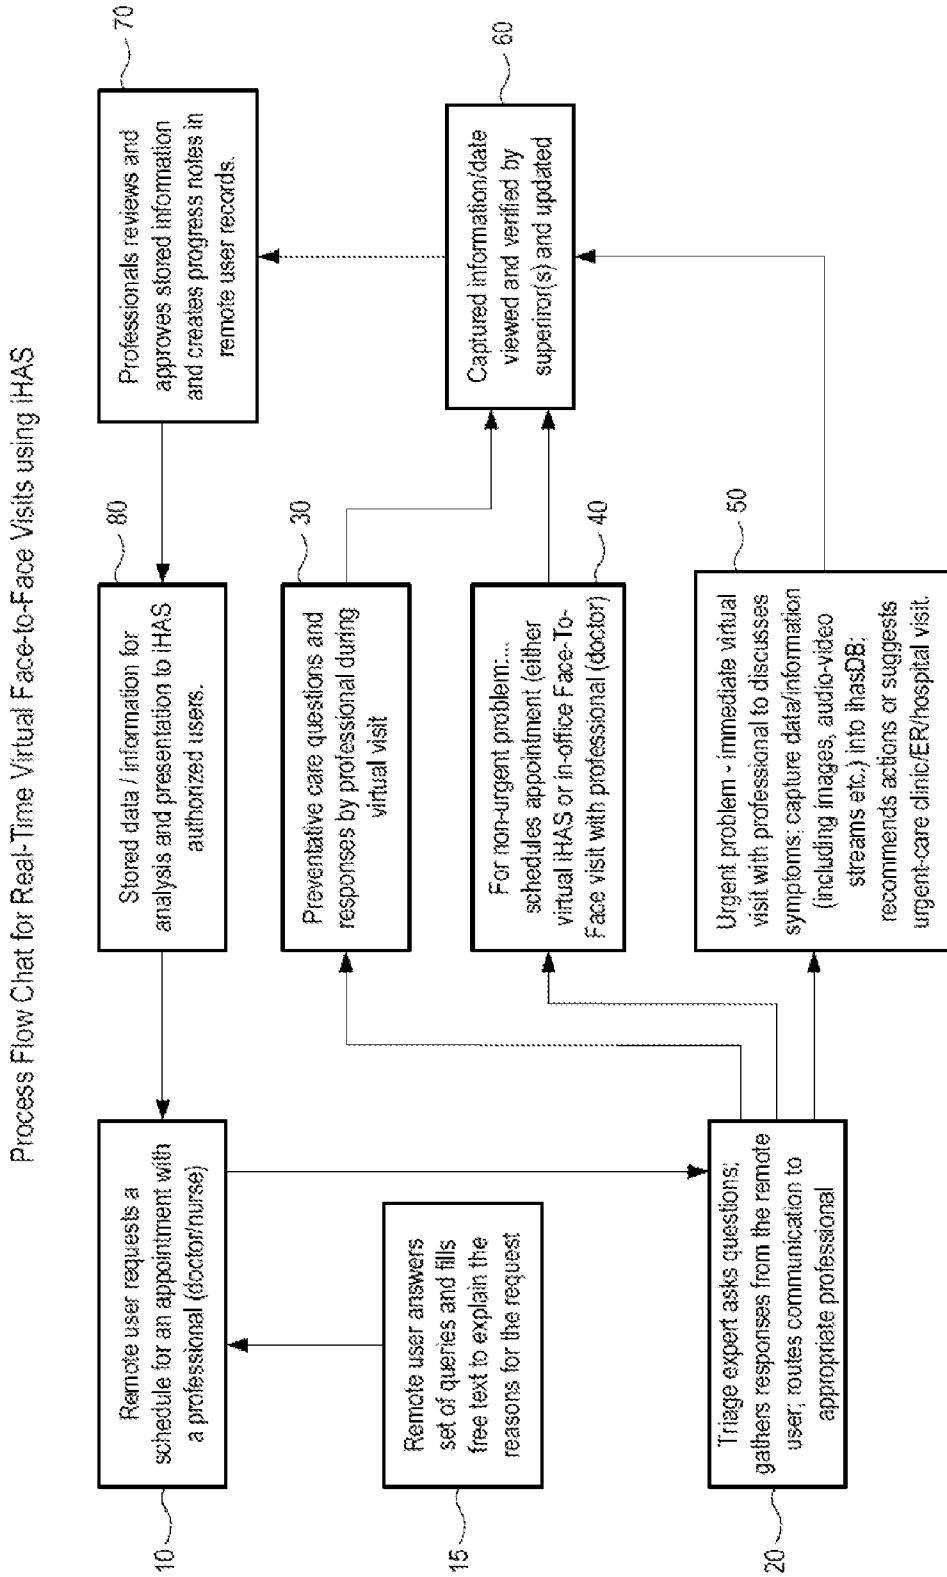 Process Flow Chat for Real-Time Virtual Face-to-Face Visits using iHAS
10
Remote user requests a
schedule for an appointment with
a professional (doctor/nurse)
80
Stored data / information for
analysis and presentation to iHAS
authorized users.
70
Professionals reviews and
approves stored information
and creates progress notes in
remote user records.
15
Remote user answers
set of queries and fills
free text to explain the
reasons for the request
30
Preventative care questions and
responses by professional during
virtual visit
40
For non-urgent problem:...
schedules appointment (either
virtual iHAS or in-office Face-To-
Face visit with professional (doctor)
60
Captured information/date
viewed and verified by
superiror(s) and updated
20
Triage expert asks questions;
gathers responses from the remote
user; routes communication to
appropriate professional
50
Urgent problem - immediate virtual
visit with professional to discusses
symptoms; capture data/information
(including images, audio-video
streams etc.) into ihasDB;
recommends actions or suggests
urgent-care clinic/ER/hospital visit.